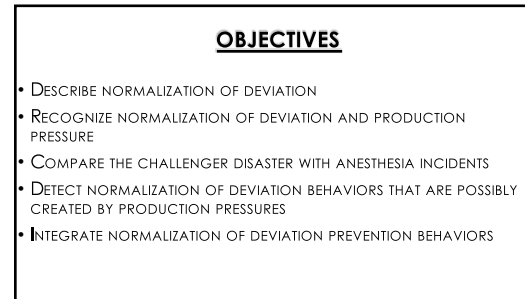 OBJECTIVES
• DESCRIBE NORMALIZATION OF DEVIATION
• RECOGNIZE NORMALIZATION OF DEVIATION AND PRODUCTION
PRESSURE
• COMPARE THE CHALLENGER DISASTER WITH ANESTHESIA INCIDENTS
• DETECT NORMALIZATION OF DEVIATION BEHAVIORS THAT ARE POSSIBLY
CREATED BY PRODUCTION PRESSURES
• INTEGRATE NORMALIZATION OF DEVIATION PREVENTION BEHAVIORS